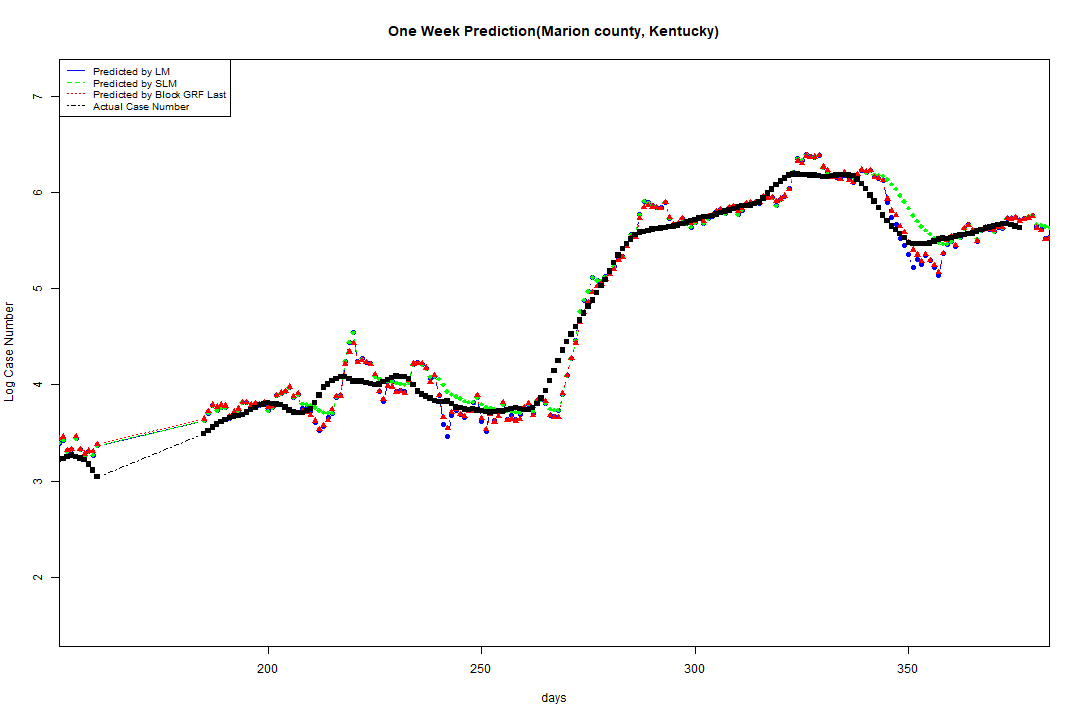 One Week Prediction(Marion county, Kentucky)
Predicted by LM
Predicted by SLM
Predicted by Block GRF Last
Actual Case Number
7
6
5
4
3
2
Log Case Number
200 250 300 350
days